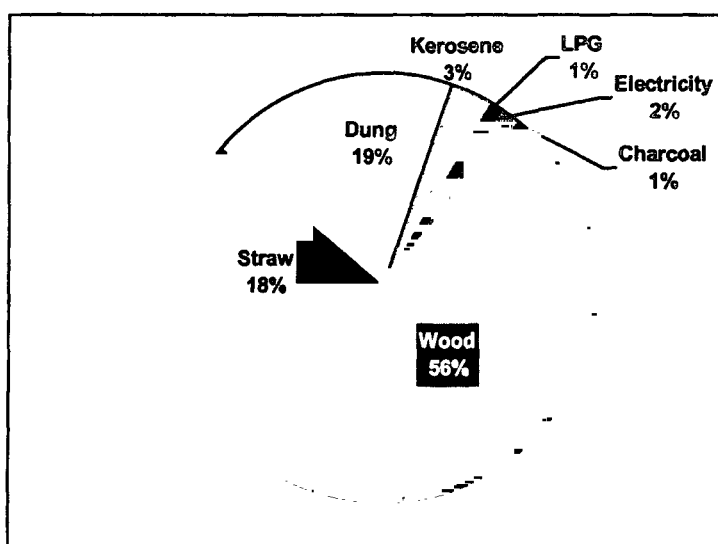 Kerosene
3%
LPG
1%
Electricity
2%
Charcoal
1%
Dung
19%
Straw
18%
Wood
56%